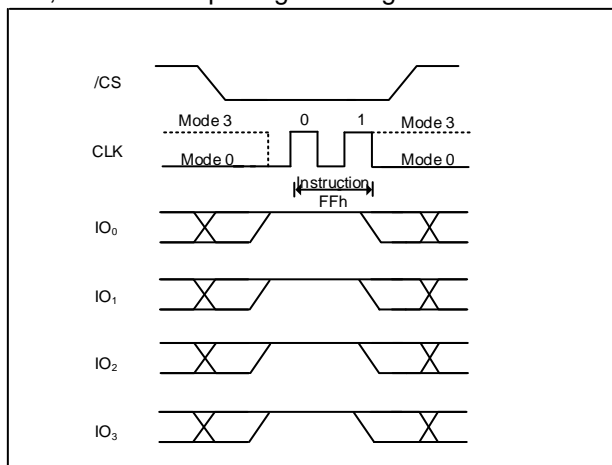 /CS
Mode 3 0 1 Mode 3
CLK
Mode 0 Mode 0
Instruction
FFh
IO₀
IO₁
IO₂
IO₃